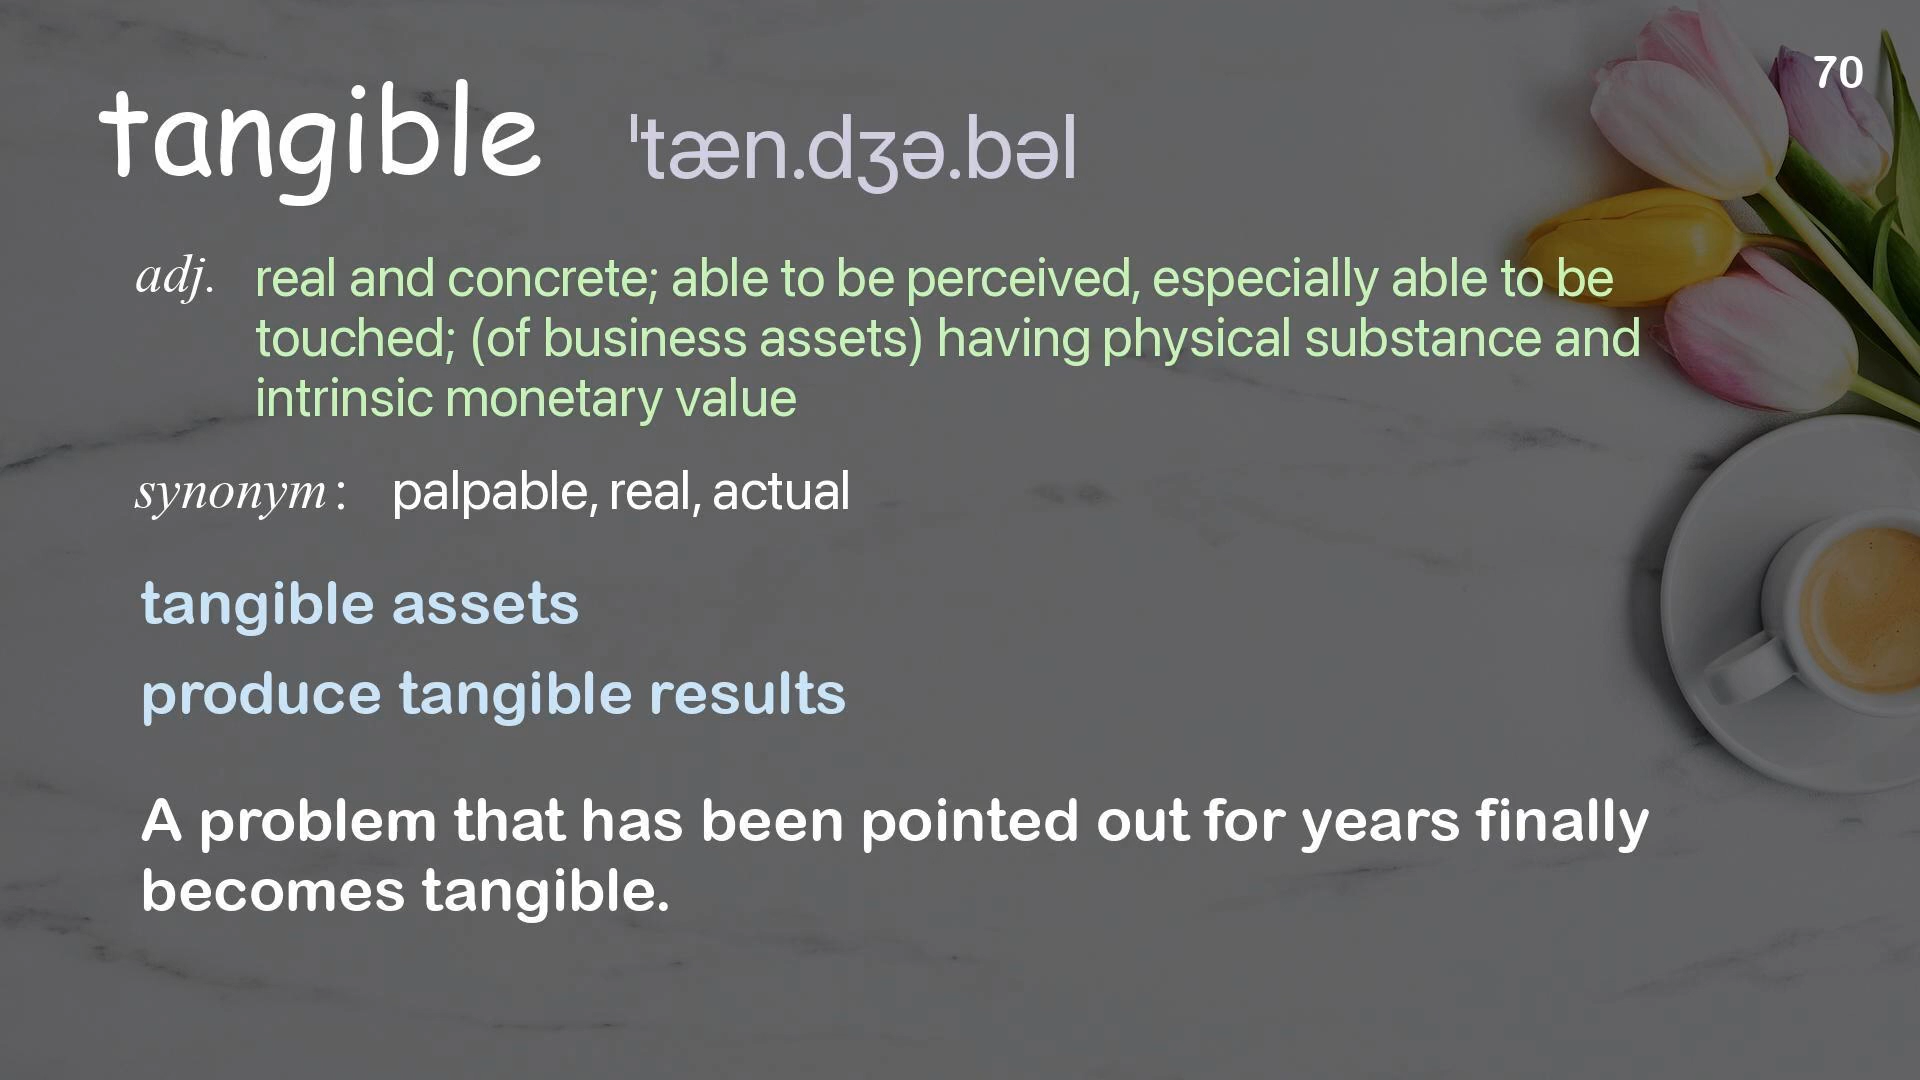 70
tangible ˈtæn.dʒə.bəl
adj. real and concrete; able to be perceived, especially able to be
touched; (of business assets) having physical substance and
intrinsic monetary value
synonym : palpable, real, actual
tangible assets
produce tangible results
A problem that has been pointed out for years finally
becomes tangible.